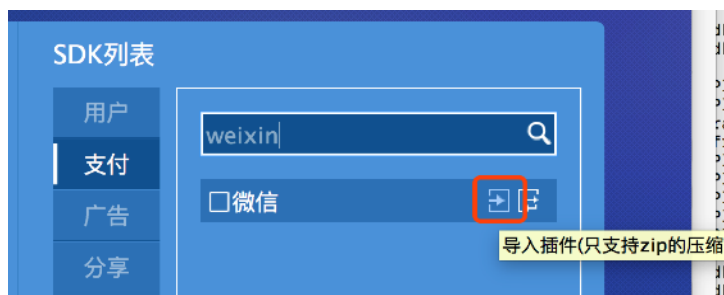 SDK列表
用户
weixin
支付
微信
广告
导入插件(只支持zip的压缩
分享